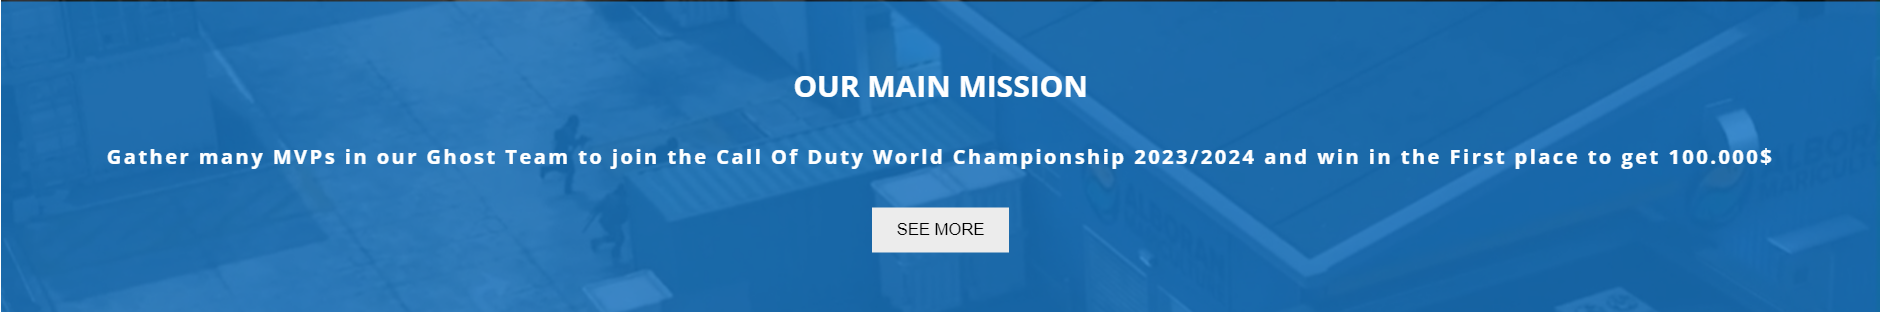 OUR MAIN MISSION
Gather many MVPs in our Ghost Team to join the Call Of Duty World Championship 2023/2024 and win in the First place to get 100.000$
SEE MORE